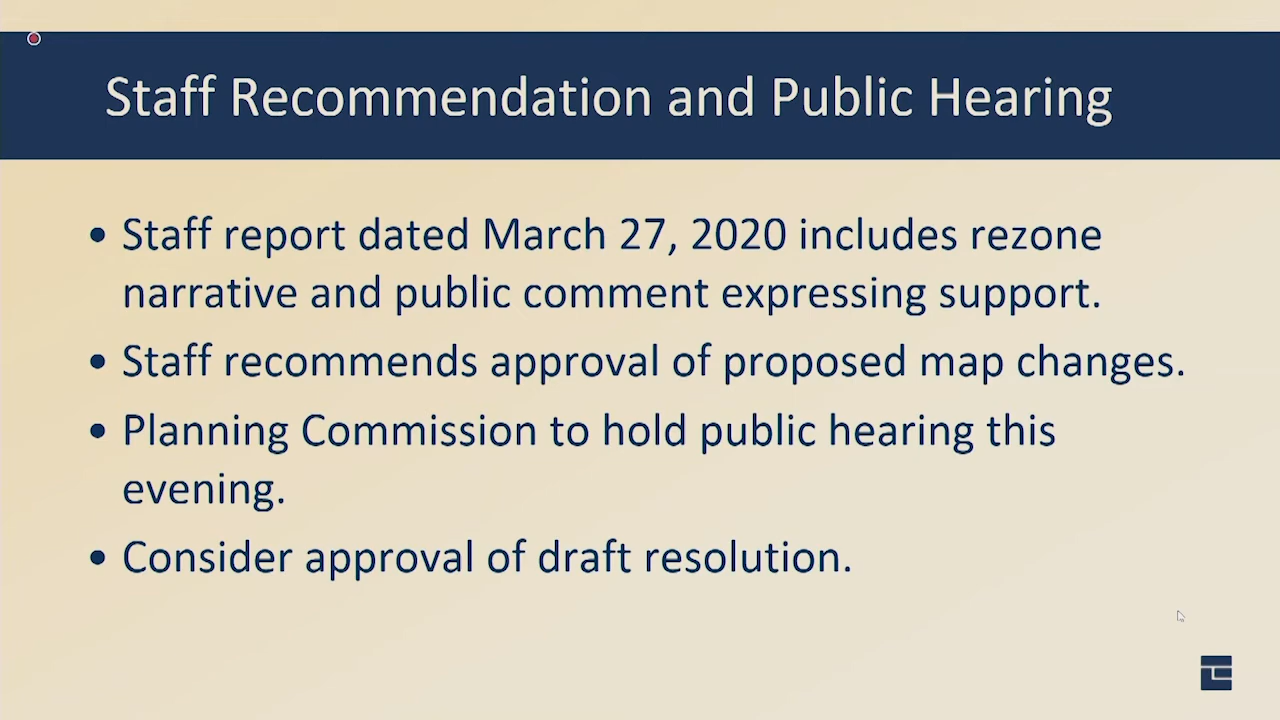 Staff Recommendation and Public Hearing
• Staff report dated March 27, 2020 includes rezone
narrative and public comment expressing support.
• Staff recommends approval of proposed map changes.
• Planning Commission to hold public hearing this
evening.
• Consider approval of draft resolution.